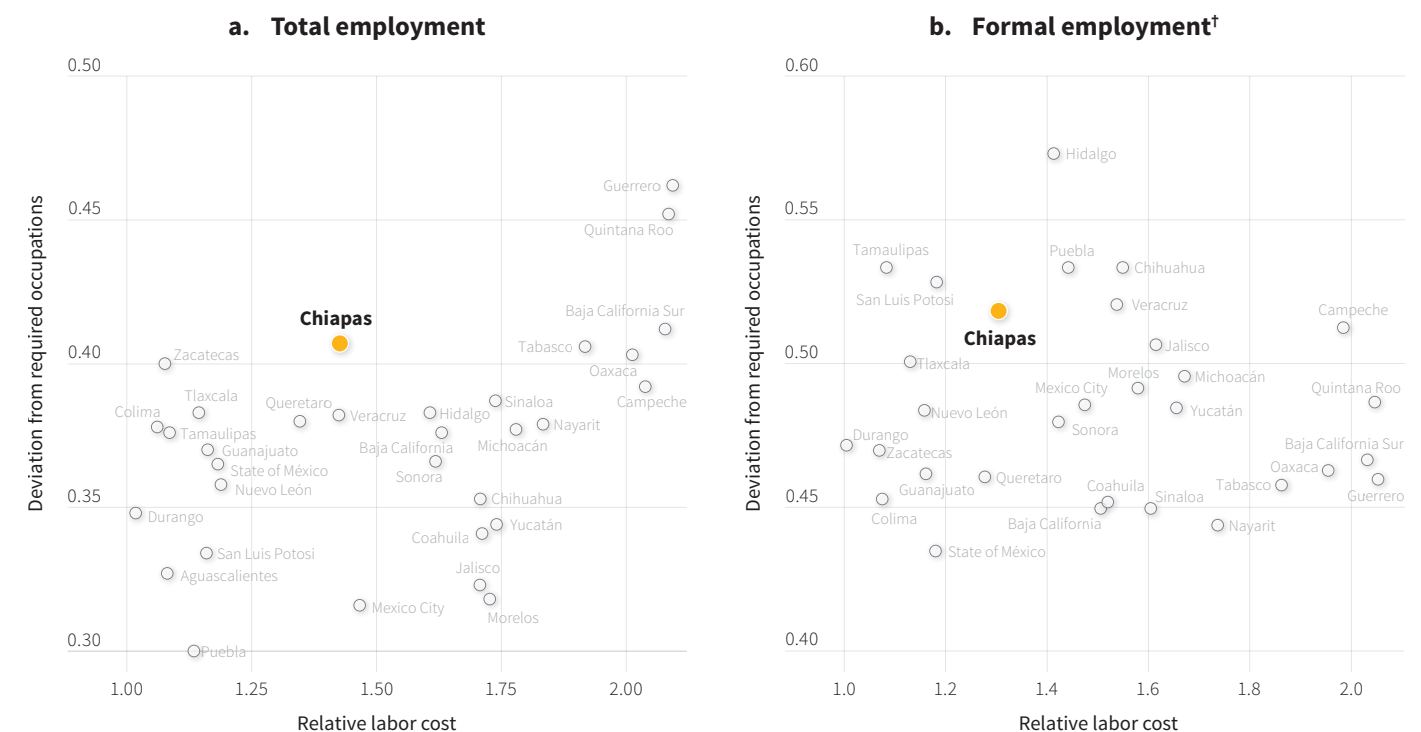 a. Total employment
0.50
0.45
0.40
0.35
0.30
Deviation from required occupations
Guerrero
Quintana Roo
Baja California Sur
Chiapas
Tabasco
Zacatecas
Oaxaca
Tlaxcala
Campeche
Queretaro
Sinaloa
Colima
Veracruz
Hidalgo
Nayarit
Tamaulipas
Baja California
Michoacán
Guanajuato
State of México
Sonora
Nuevo León
Chihuahua
Durango
Yucatán
Coahuila
San Luis Potosi
Jalisco
Aguascalientes
Mexico City
Morelos
Puebla
1.00 1.25 1.50 1.75 2.00
Relative labor cost
b. Formal employment†
0.60
0.55
0.50
0.45
0.40
Deviation from required occupations
Hidalgo
Tamaulipas
Puebla
Chihuahua
San Luis Potosi
Veracruz
Campeche
Chiapas
Jalisco
Tlaxcala
Morelos
Michoacán
Mexico City
Quintana Roo
Nuevo León
Yucatán
Sonora
Durango
Baja California Sur
Zacatecas
Oaxaca
Queretaro
Tabasco
Coahuila
Guanajuato
Sinaloa
Guerrero
Colima
Baja California
Nayarit
State of México
1.0 1.2 1.4 1.6 1.8 2.0
Relative labor cost